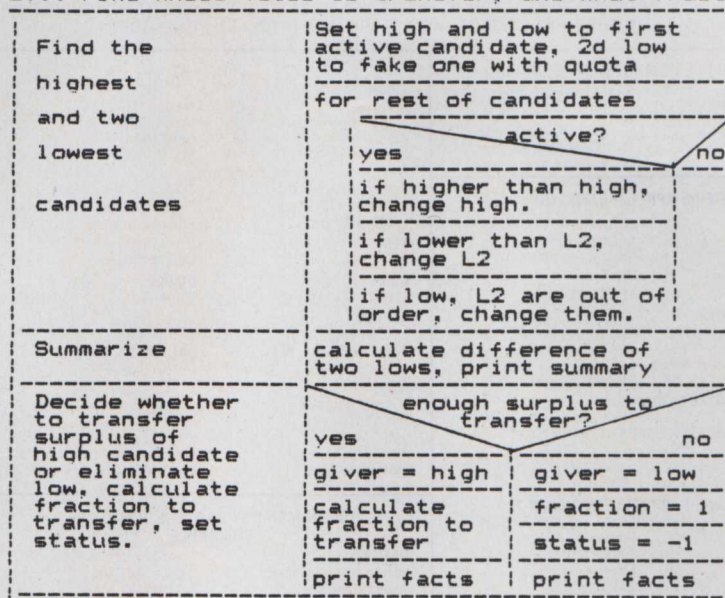 Find the
highest
and two
lowest
candidates
Set high and low to first
active candidate, 2d low
to fake one with quota
for rest of candidates
active?
yes no
if higher than high,
change high.
if lower than L2,
change L2
if low, L2 are out of
order, change them.
Summarize
calculate difference of
two lows, print summary
Decide whether
to transfer
surplus of
high candidate
or eliminate
low, calculate
fraction to
transfer, set
status.
enough surplus to
transfer?
yes no
giver = high
calculate
fraction to
transfer
print facts
giver = low
fraction = 1
status = -1
print facts